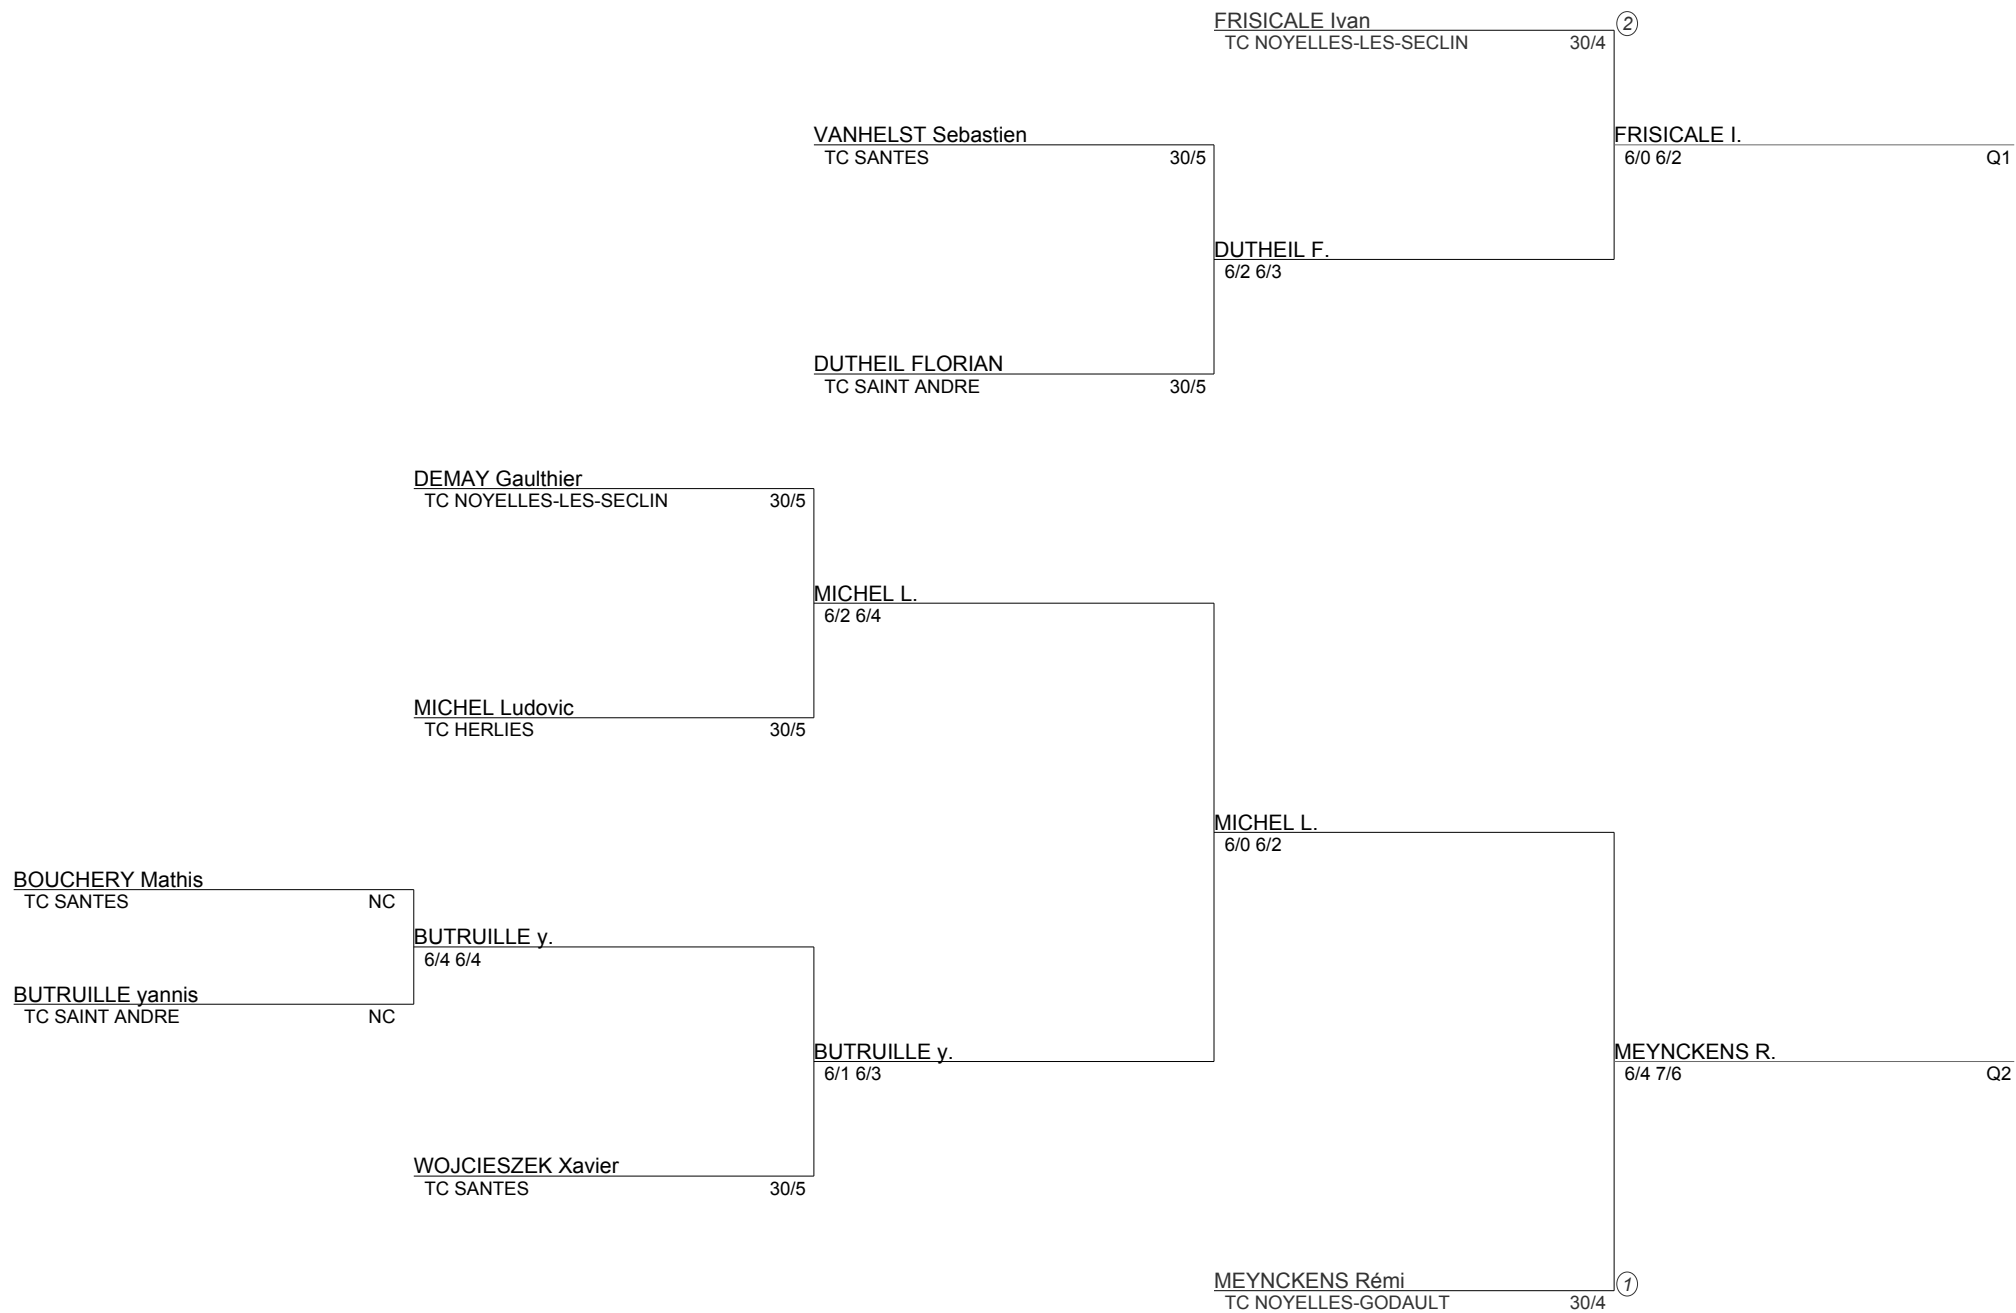 FRISICALE Ivan 2
TC NOYELLES-LES-SECLIN 30/4
VANHELST Sebastien
TC SANTES 30/5
FRISICALE I.
6/0 6/2 Q1
DUTHEIL F.
6/2 6/3
DUTHEIL FLORIAN
TC SAINT ANDRE 30/5
DEMAY Gaulthier
TC NOYELLES-LES-SECLIN 30/5
MICHEL L.
6/2 6/4
MICHEL Ludovic
TC HERLIES 30/5
MICHEL L.
6/0 6/2
BOUCHERY Mathis
TC SANTES NC
BUTRUILLE y.
6/4 6/4
BUTRUILLE yannis
TC SAINT ANDRE NC
BUTRUILLE y.
6/1 6/3
MEYNCKENS R.
6/4 7/6 Q2
WOJCIESZEK Xavier
TC SANTES 30/5
MEYNCKENS Rémi 1
TC NOYELLES-GODAULT 30/4